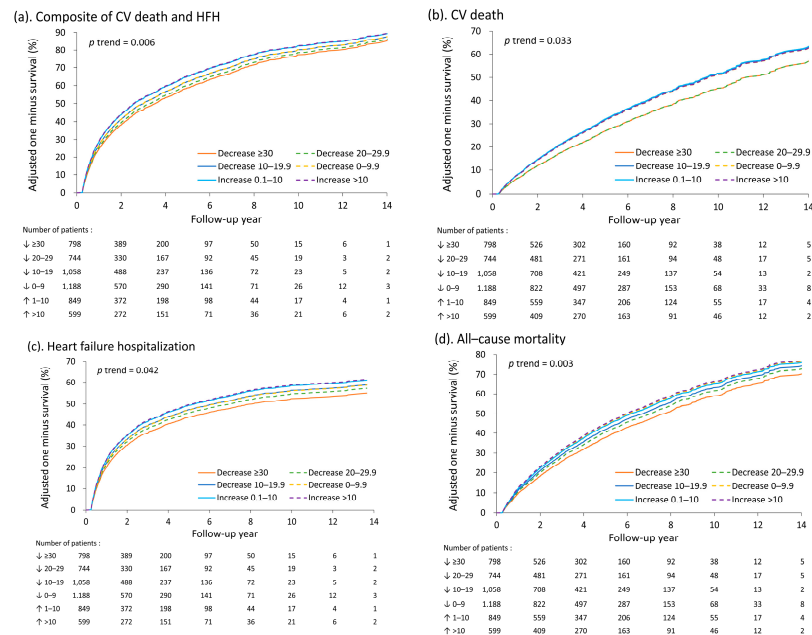 (a). Composite of CV death and HFH
Adjusted one minus survival (%)
p trend = 0.006
90
80
70
60
50
40
30
20
10
0
Decrease ≥30 Decrease 20–29.9
Decrease 10–19.9 Decrease 0–9.9
Increase 0.1–10 Increase >10
0 2 4 6 8 10 12 14
Follow-up year
Number of patients :
↓ ≥30 798 389 200 97 50 15 6 1
↓ 20–29 744 330 167 92 45 19 3 2
↓ 10–19 1,058 488 237 136 72 23 5 2
↓ 0–9 1.188 570 290 141 71 26 12 3
↑ 1–10 849 372 198 98 44 17 4 1
↑ >10 599 272 151 71 36 21 6 2
(b). CV death
Adjusted one minus survival (%)
p trend = 0.033
70
60
50
40
30
20
10
0
Decrease ≥30 Decrease 20–29.9
Decrease 10–19.9 Decrease 0–9.9
Increase 0.1–10 Increase >10
0 2 4 6 8 10 12 14
Follow-up year
Number of patients :
↓ ≥30 798 526 302 160 92 38 12 5
↓ 20–29 744 481 271 161 94 48 17 5
↓ 10–19 1,058 708 421 249 137 54 13 2
↓ 0–9 1.188 822 497 287 153 68 33 8
↑ 1–10 849 559 347 206 124 55 17 4
↑ >10 599 409 270 163 91 46 12 2
(c). Heart failure hospitalization
Adjusted one minus survival (%)
p trend = 0.042
70
60
50
40
30
20
10
0
Decrease ≥30 Decrease 20–29.9
Decrease 10–19.9 Decrease 0–9.9
Increase 0.1–10 Increase >10
0 2 4 6 8 10 12 14
Follow-up year
Number of patients :
↓ ≥30 798 389 200 97 50 15 6 1
↓ 20–29 744 330 167 92 45 19 3 2
↓ 10–19 1,058 488 237 136 72 23 5 2
↓ 0–9 1.188 570 290 141 71 26 12 3
↑ 1–10 849 372 198 98 44 17 4 1
↑ >10 599 272 151 71 36 21 6 2
(d). All–cause mortality
Adjusted one minus survival (%)
p trend = 0.003
80
70
60
50
40
30
20
10
0
Decrease ≥30 Decrease 20–29.9
Decrease 10–19.9 Decrease 0–9.9
Increase 0.1–10 Increase >10
0 2 4 6 8 10 12 14
Follow-up year
Number of patients :
↓ ≥30 798 526 302 160 92 38 12 5
↓ 20–29 744 481 271 161 94 48 17 5
↓ 10–19 1,058 708 421 249 137 54 13 2
↓ 0–9 1.188 822 497 287 153 68 33 8
↑ 1–10 849 559 347 206 124 55 17 4
↑ >10 599 409 270 163 91 46 12 2